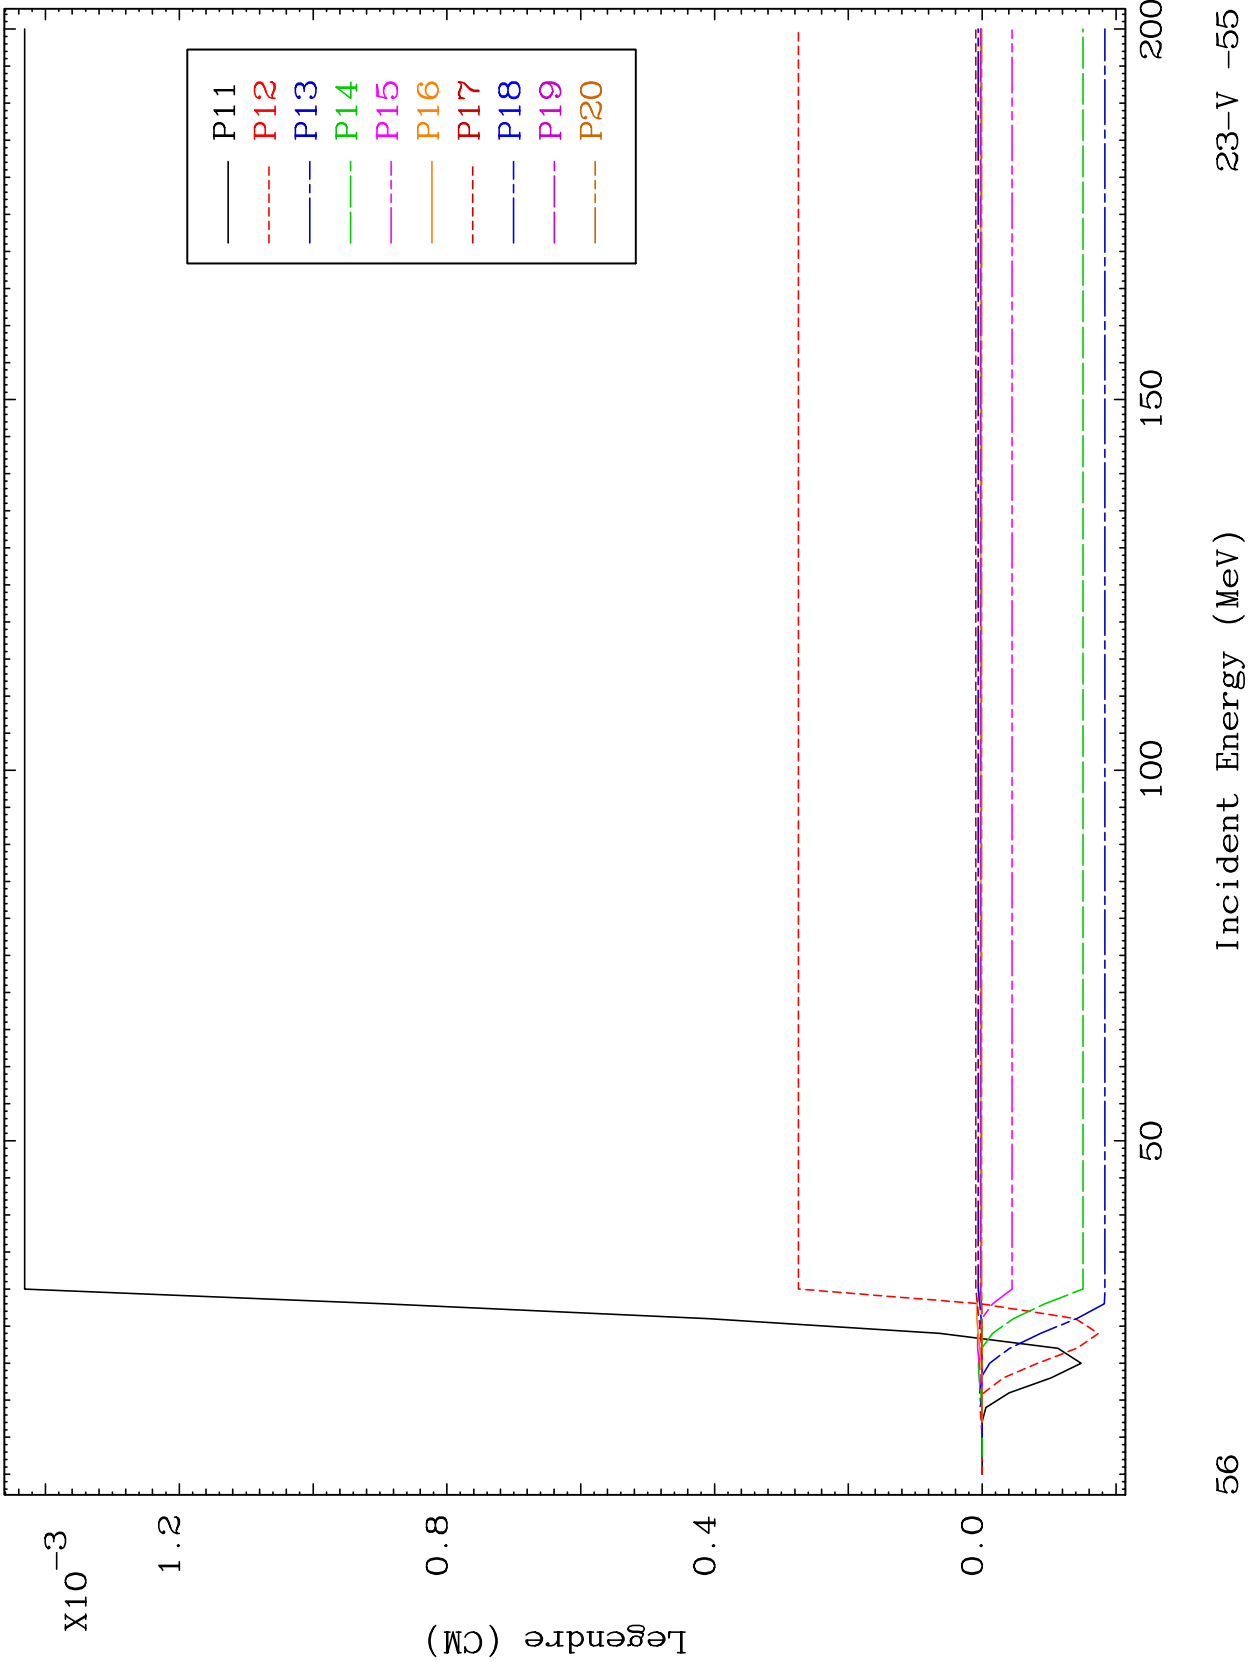 X10-3
1.2
0.8
0.4
0.0
Legendre (CM)
P11
P12
P13
P14
P15
P16
P17
P18
P19
P20
50
100
150
200
Incident Energy (MeV)
56
23-V -55